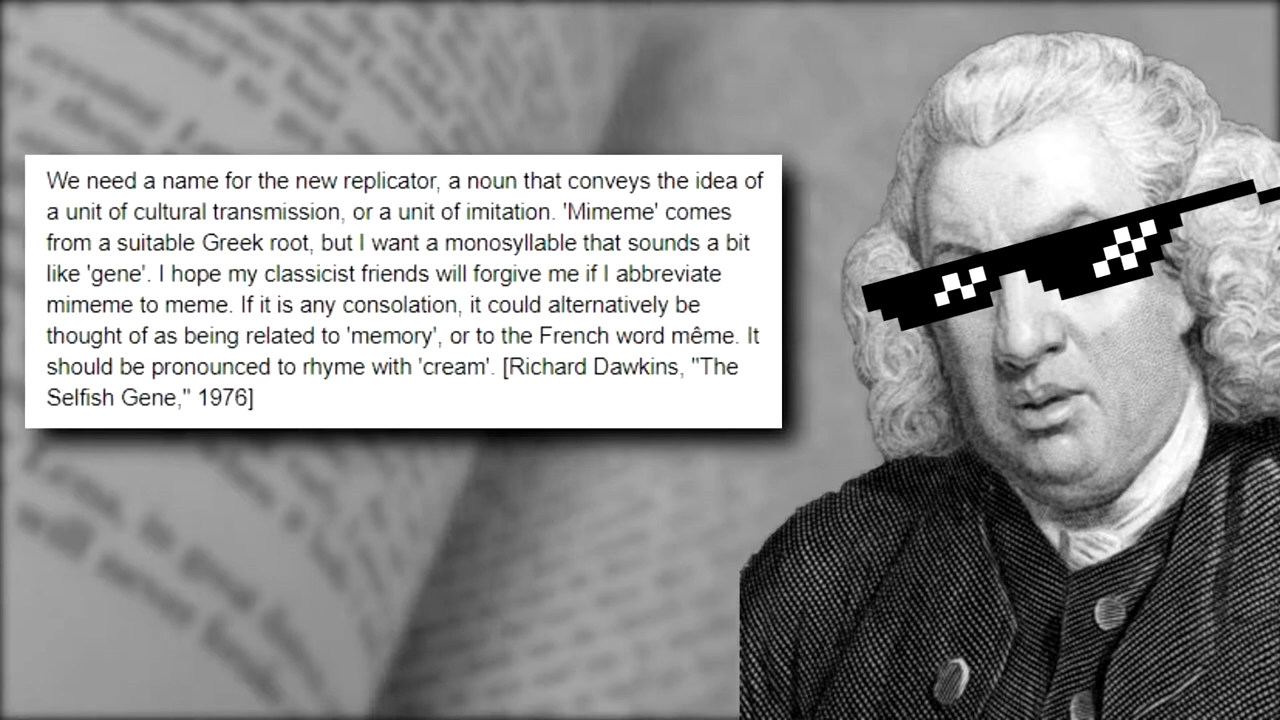 We need a name for the new replicator, a noun that conveys the idea of
a unit of cultural transmission, or a unit of imitation. 'Mimeme' comes
from a suitable Greek root, but I want a monosyllable that sounds a bit
like 'gene'. I hope my classicist friends will forgive me if I abbreviate
mimeme to meme. If it is any consolation, it could alternatively be
thought of as being related to 'memory', or to the French word même. It
should be pronounced to rhyme with 'cream'. [Richard Dawkins, "The
Selfish Gene," 1976]